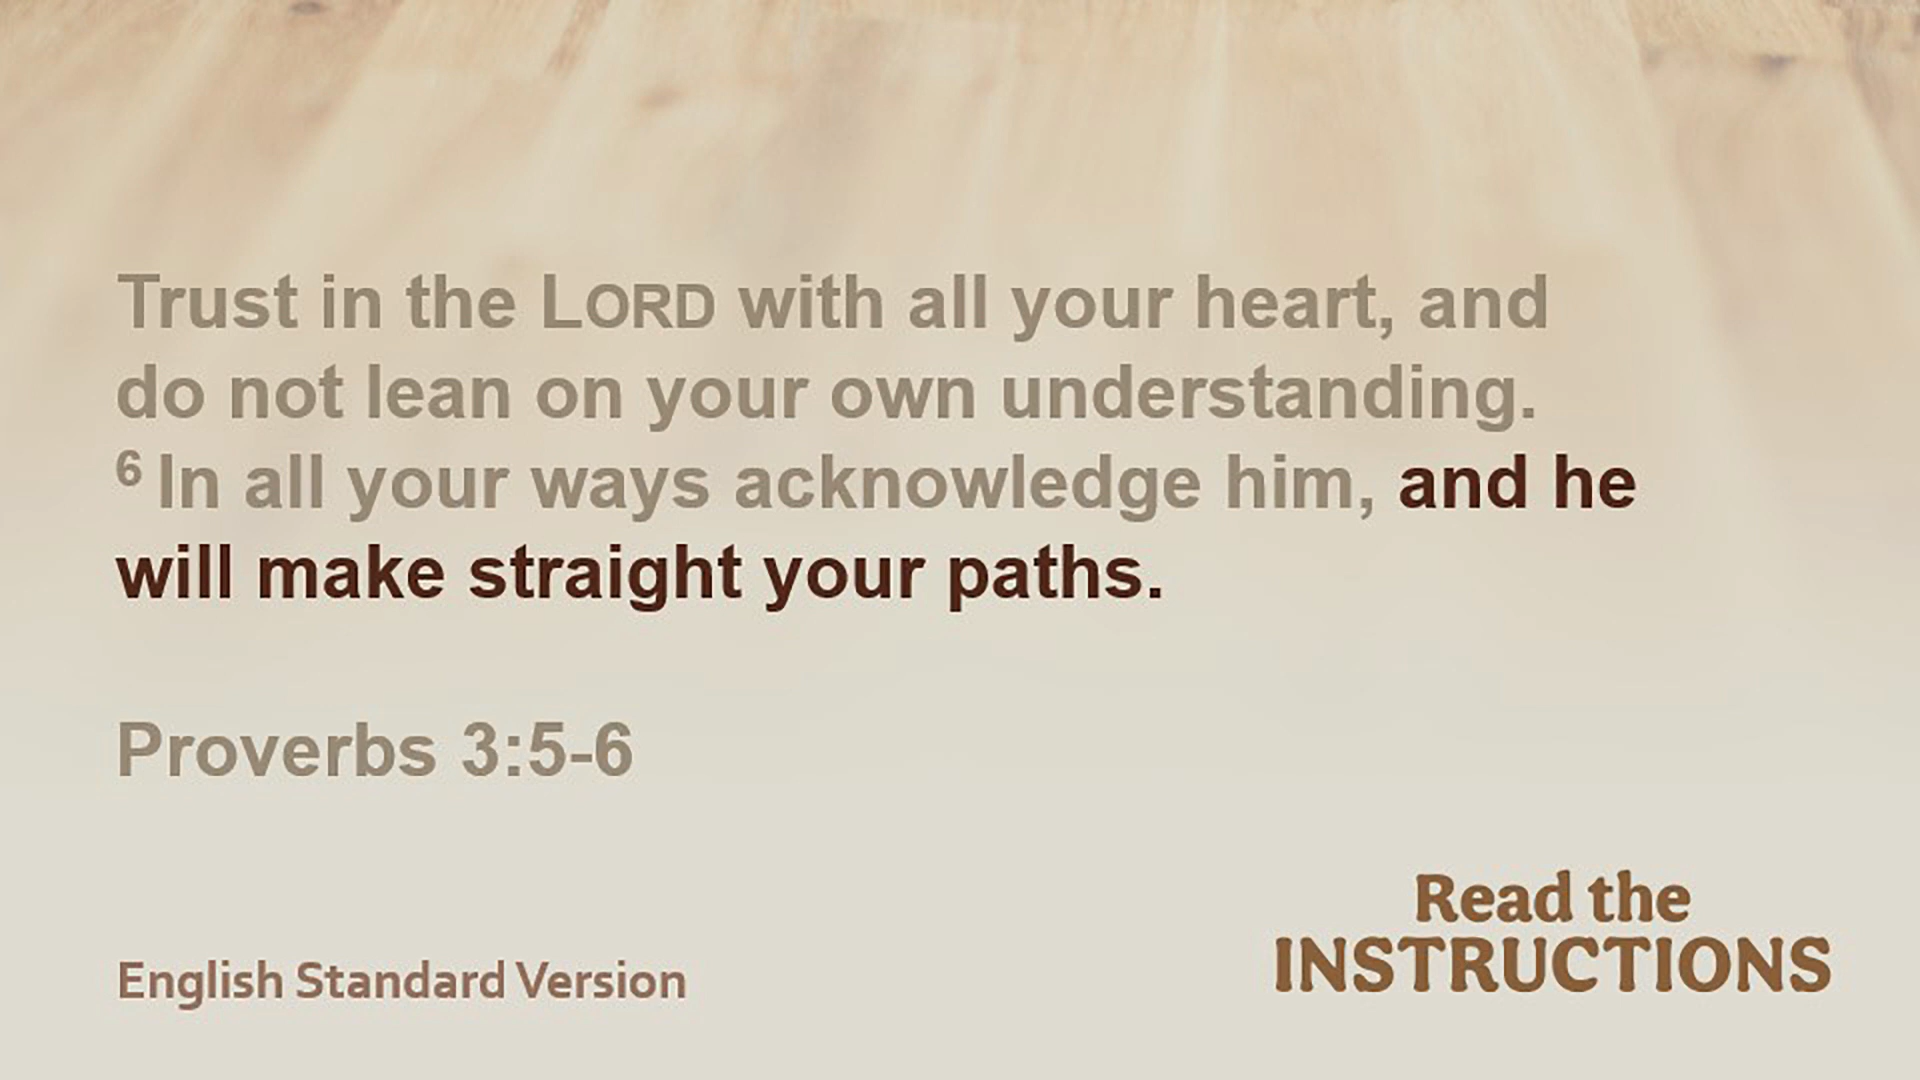 Trust in the LORD with all your heart, and
do not lean on your own understanding.
6 In all your ways acknowledge him, and he
will make straight your paths.
Proverbs 3:5-6
English Standard Version
Read the
INSTRUCTIONS